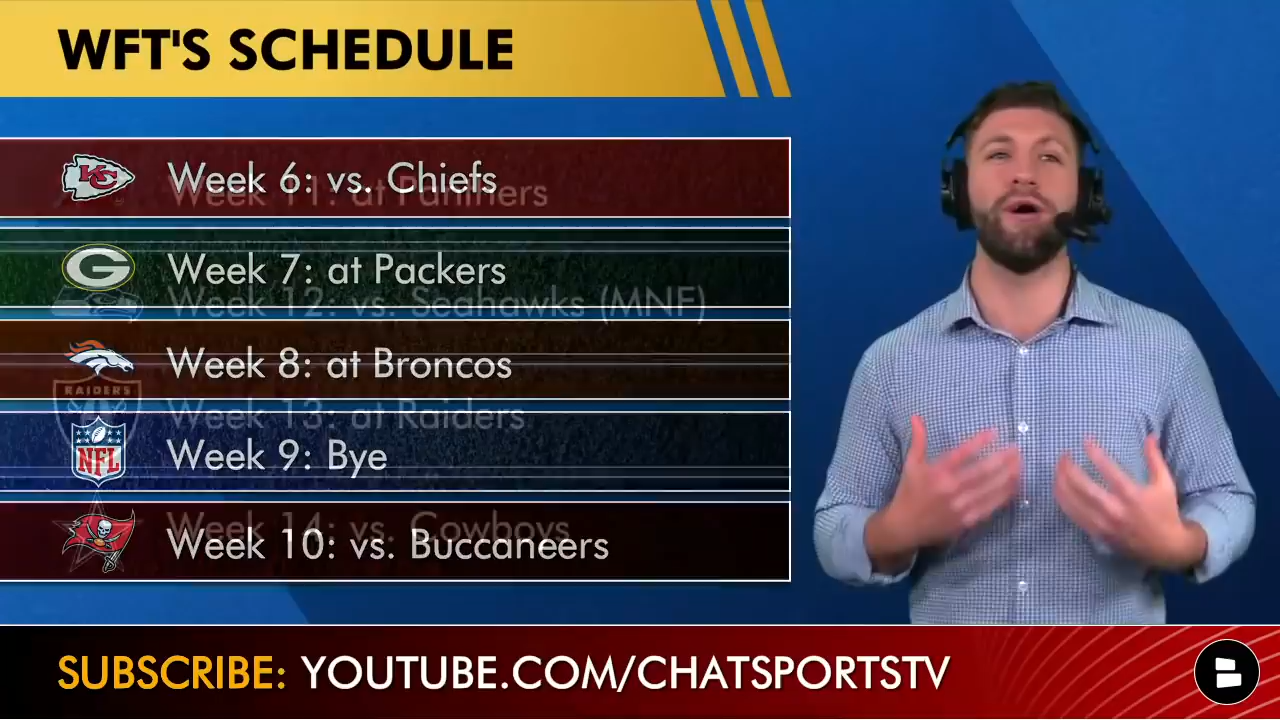 WFT'S SCHEDULE
Week 6: vs. Chiefs
Week 11: at Panthers
Week 7: at Packers
Week 12: vs. Seahawks (MNF)
Week 8: at Broncos
RAIDERS
Week 13: at Raiders
NFL
Week 9: Bye
Week 14: vs. Cowboys
Week 10: vs. Buccaneers
KC
G
SUBSCRIBE: YOUTUBE.COM/CHATSPORTSTV